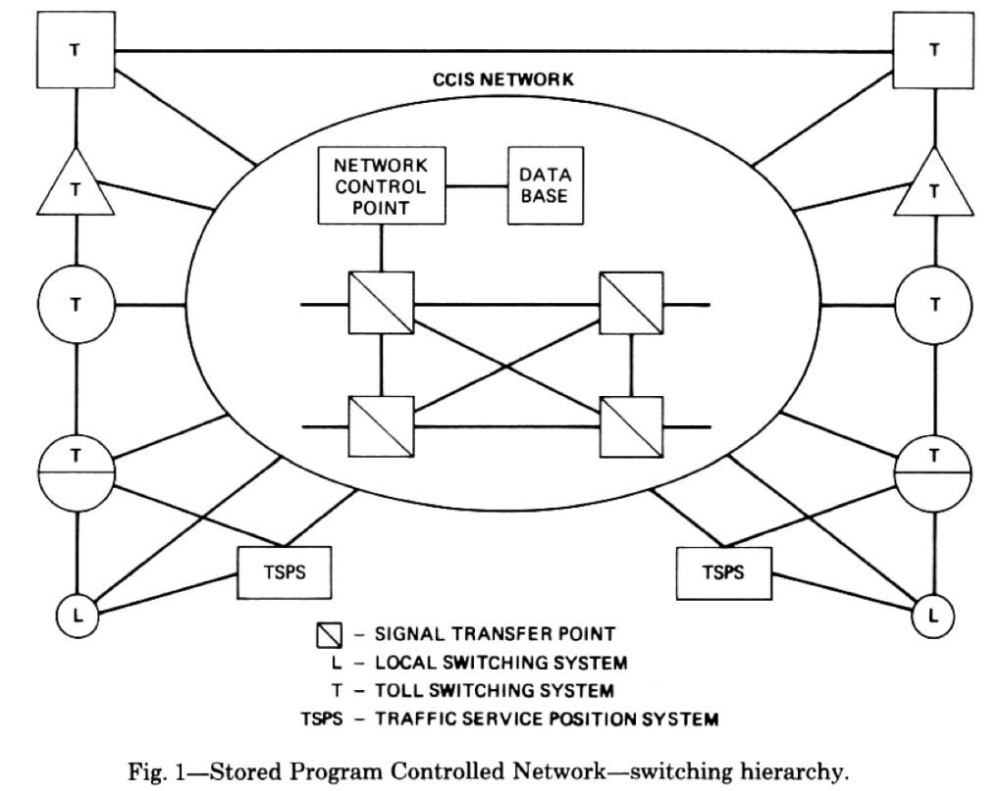 T
T
CCIS NETWORK
NETWORK
CONTROL
POINT
DATA
BASE
T
T
T
T
T
T
TSPS
TSPS
L
L
– SIGNAL TRANSFER POINT
L – LOCAL SWITCHING SYSTEM
T – TOLL SWITCHING SYSTEM
TSPS – TRAFFIC SERVICE POSITION SYSTEM
Fig. 1—Stored Program Controlled Network—switching hierarchy.